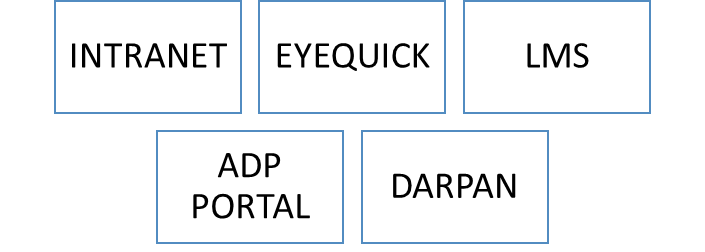 INTRANET
EYEQUICK
LMS
ADP
PORTAL
DARPAN